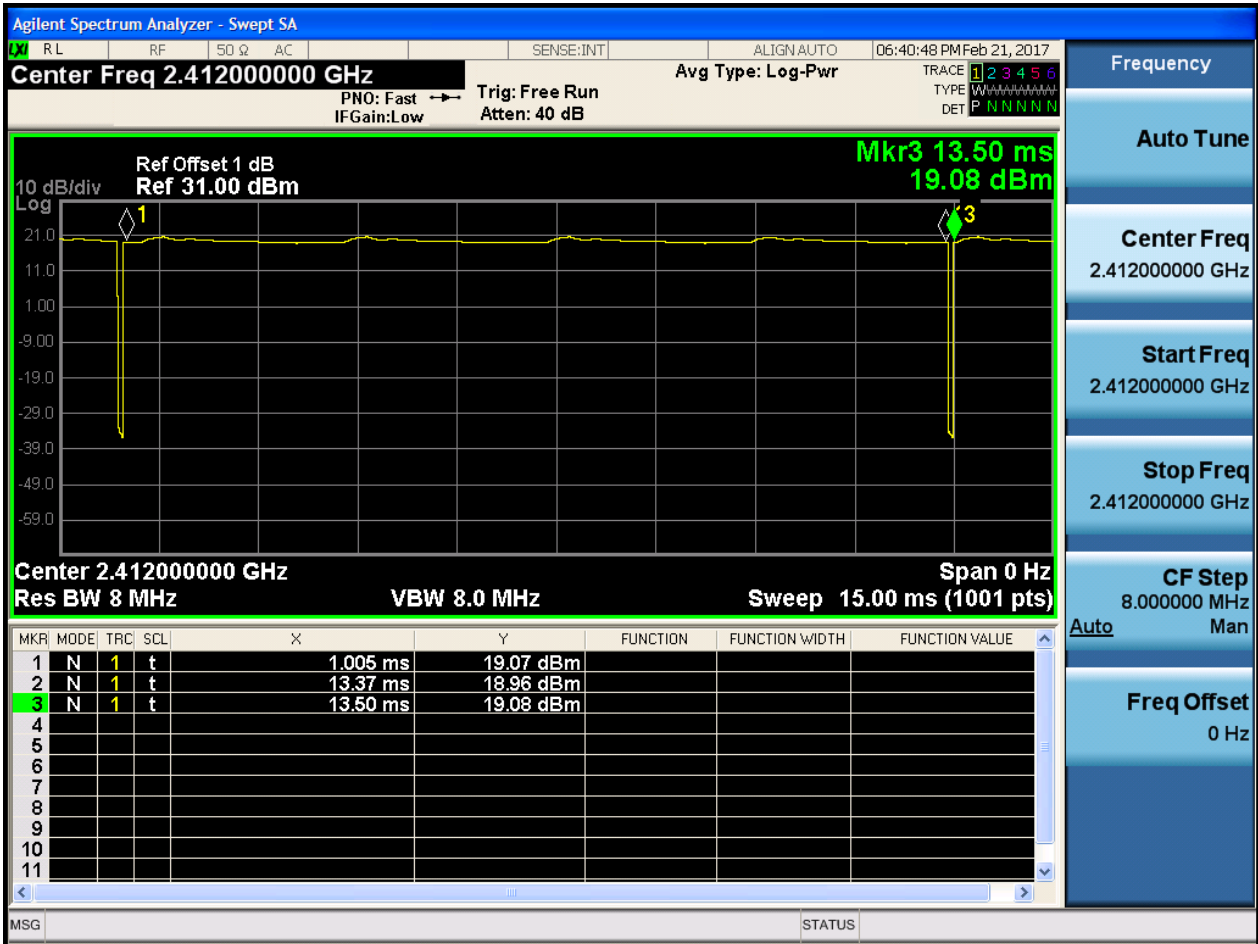 Agilent Spectrum Analyzer - Swept SA
LXI RL RF 50 Ω AC SENSE:INT ALIGN AUTO 06:40:48 PM Feb 21, 2017
Center Freq 2.412000000 GHz
PNO: Fast
IFGain:Low
Trig: Free Run
Atten: 40 dB
Avg Type: Log-Pwr
TRACE 1 2 3 4 5 6
TYPE W
DET P N N N N N
Mkr3 13.50 ms
19.08 dBm
Ref Offset 1 dB
10 dB/div Ref 31.00 dBm
Log
1
3
21.0
11.0
1.00
-9.00
-19.0
-29.0
-39.0
-49.0
-59.0
Center 2.412000000 GHz Span 0 Hz
Res BW 8 MHz VBW 8.0 MHz Sweep 15.00 ms (1001 pts)
MKR MODE TRC SCL X Y FUNCTION FUNCTION WIDTH FUNCTION VALUE
1 N 1 t 1.005 ms 19.07 dBm
2 N 1 t 13.37 ms 18.96 dBm
3 N 1 t 13.50 ms 19.08 dBm
4
5
6
7
8
9
10
11
MSG STATUS
Frequency
Auto Tune
Center Freq
2.412000000 GHz
Start Freq
2.412000000 GHz
Stop Freq
2.412000000 GHz
CF Step
8.000000 MHz
Auto Man
Freq Offset
0 Hz